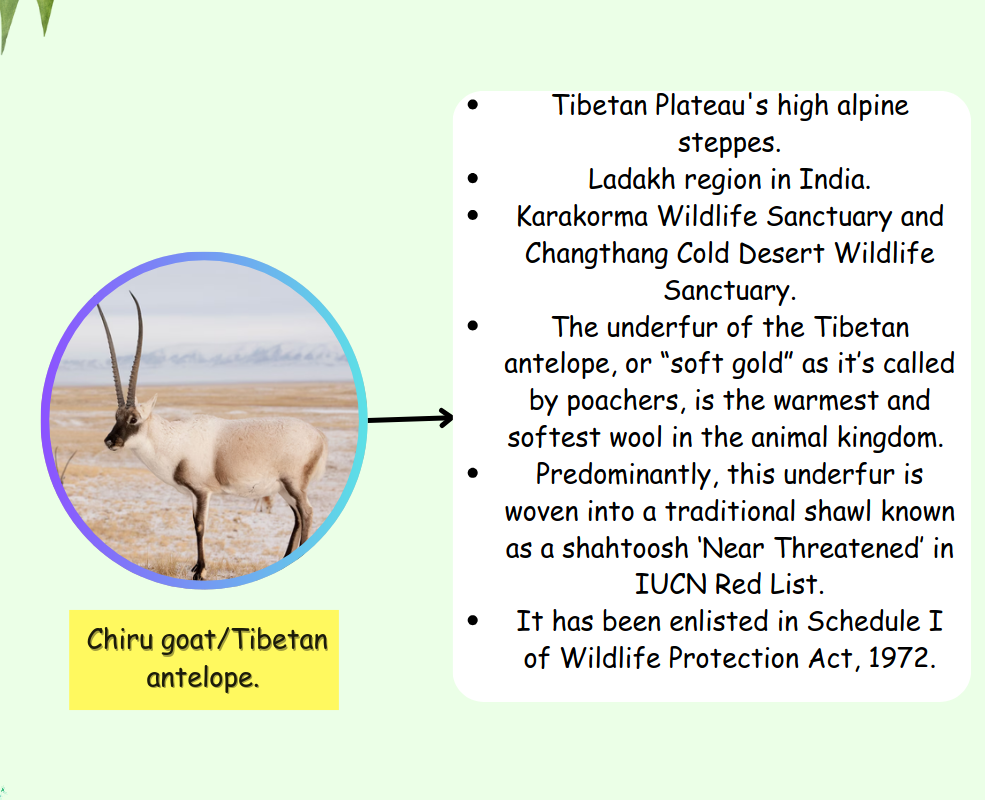 Tibetan Plateau's high alpine
steppes.
Ladakh region in India.
Karakorma Wildlife Sanctuary and
Changthang Cold Desert Wildlife
Sanctuary.
The underfur of the Tibetan
antelope, or “soft gold” as it’s called
by poachers, is the warmest and
softest wool in the animal kingdom.
Predominantly, this underfur is
woven into a traditional shawl known
as a shahtoosh ‘Near Threatened’ in
IUCN Red List.
It has been enlisted in Schedule I
of Wildlife Protection Act, 1972.
Chiru goat/Tibetan
antelope.